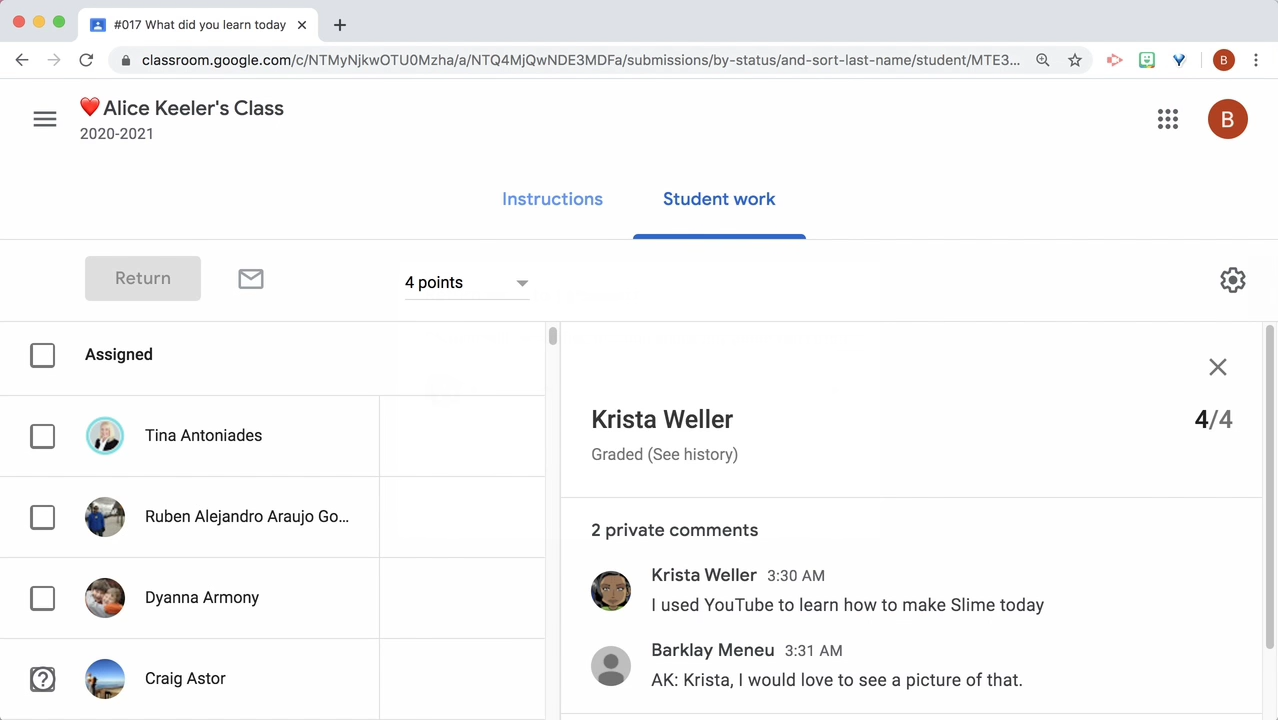 #017 What did you learn today
classroom.google.com/c/NTMyNjkwOTU0Mzha/a/NTQ4MjQwNDE3MDFa/submissions/by-status/and-sort-last-name/student/MTE3...
B
❤️Alice Keeler's Class
2020-2021
B
Instructions
Student work
Return
4 points
Assigned
Tina Antoniades
Ruben Alejandro Araujo Go...
Dyanna Armony
Craig Astor
Krista Weller
4/4
Graded (See history)
2 private comments
Krista Weller 3:30 AM
I used YouTube to learn how to make Slime today
Barklay Meneu 3:31 AM
AK: Krista, I would love to see a picture of that.